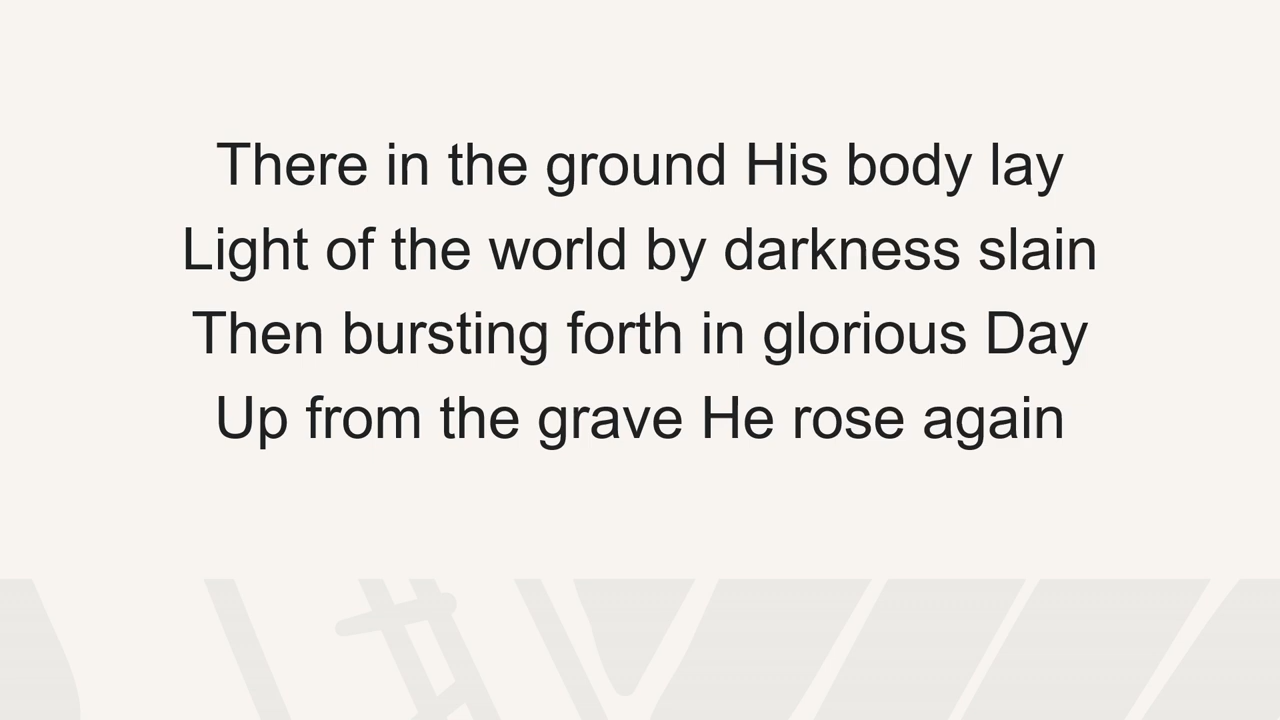 There in the ground His body lay
Light of the world by darkness slain
Then bursting forth in glorious Day
Up from the grave He rose again